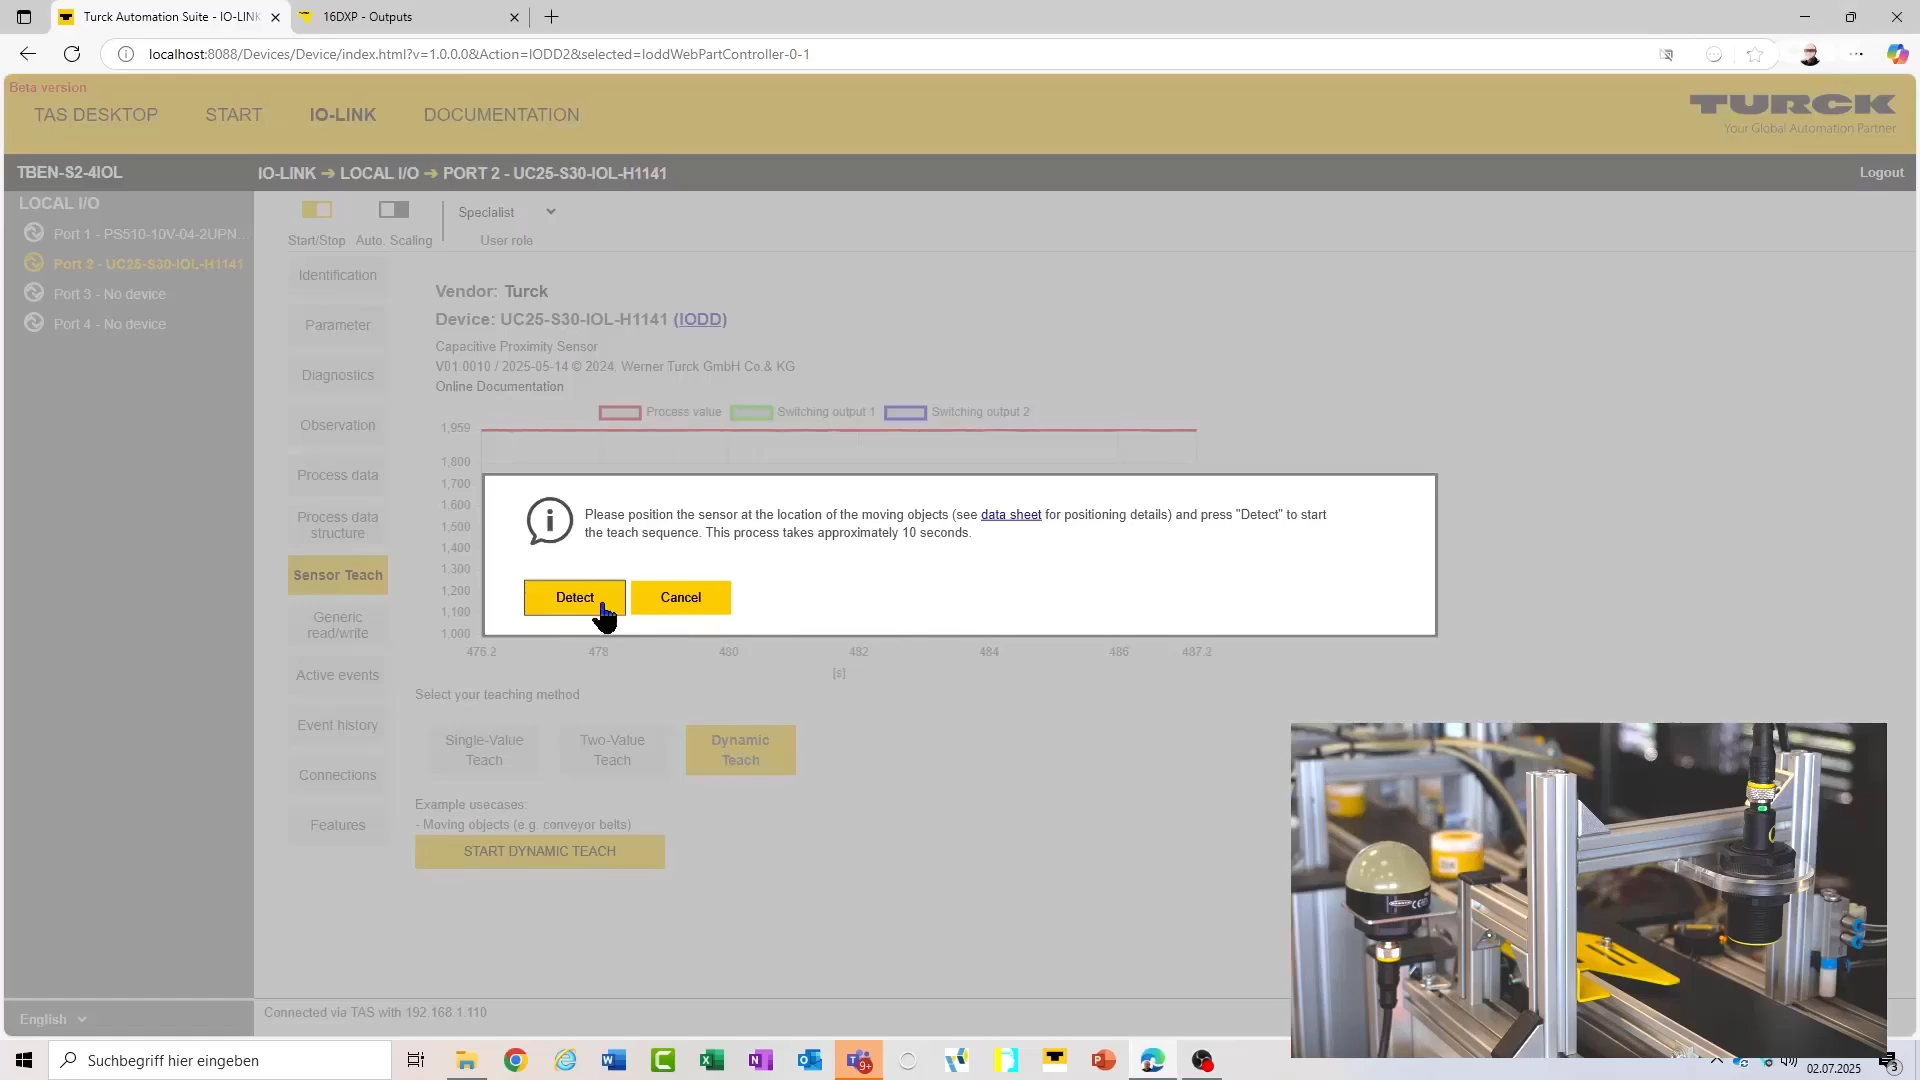 Turck Automation Suite - IO-LINK
16DXP - Outputs
localhost:8088/Devices/Device/index.html?v=1.0.0.0&Action=IODD2&selected=IoddWebPartController-0-1
Beta version
TAS DESKTOP
START
IO-LINK
DOCUMENTATION
TURCK
Your Global Automation Partner
TBEN-S2-4IOL
IO-LINK ➔ LOCAL I/O ➔ PORT 2 - UC25-S30-IOL-H1141
Logout
LOCAL I/O
Port 1 - PS510-10V-04-2UPN...
Port 2 - UC25-S30-IOL-H1141
Port 3 - No device
Port 4 - No device
Specialist
Start/Stop
Auto. Scaling
User role
Identification
Parameter
Diagnostics
Observation
Process data
Process data
structure
Sensor Teach
Generic
read/write
Active events
Event history
Connections
Features
Vendor: Turck
Device: UC25-S30-IOL-H1141 (IODD)
Capacitive Proximity Sensor
V01.0010 / 2025-05-14 © 2024, Werner Turck GmbH Co.& KG
Online Documentation
Process value
Switching output 1
Switching output 2
1,959
1,800
1,700
1,600
1,500
1,400
1,300
1,200
1,100
1,000
476.2
478
480
482
484
486
487.2
[s]
Please position the sensor at the location of the moving objects (see data sheet for positioning details) and press "Detect" to start
the teach sequence. This process takes approximately 10 seconds.
Detect
Cancel
Select your teaching method
Single-Value
Teach
Two-Value
Teach
Dynamic
Teach
Example usecases:
- Moving objects (e.g. conveyor belts)
START DYNAMIC TEACH
English
Connected via TAS with 192.168.1.110
Suchbegriff hier eingeben
9+
02.07.2025
3